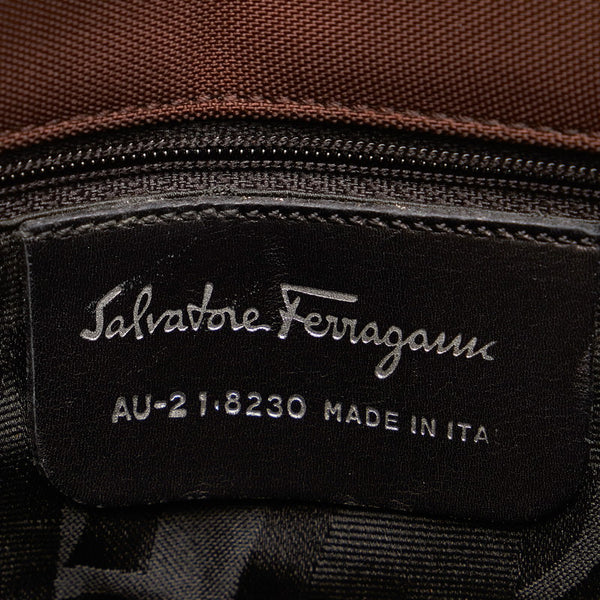 Salvatore Ferragamo
AU-21.8230 MADE IN ITA